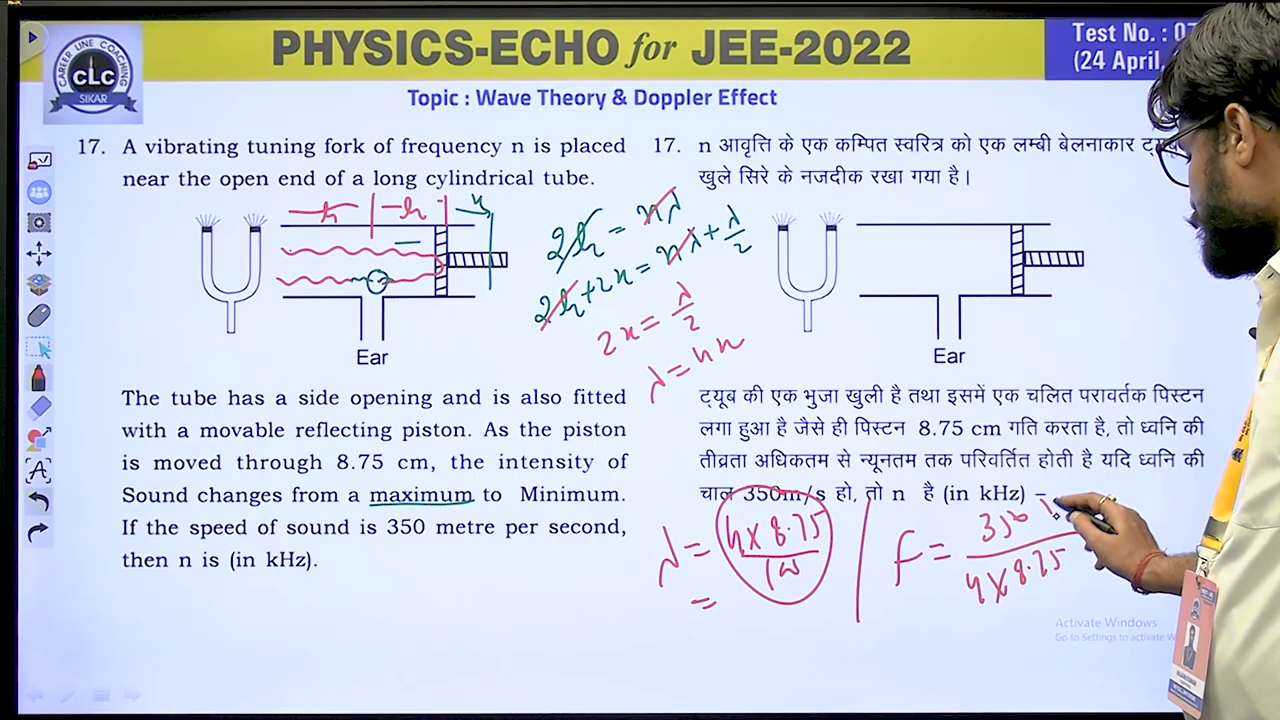 PHYSICS-ECHO for JEE-2022
Test No. : 07
(24 April,
CAREER LINE COACHING
CLC
SIKAR
Topic : Wave Theory & Doppler Effect
17. A vibrating tuning fork of frequency n is placed
near the open end of a long cylindrical tube.
Ear
The tube has a side opening and is also fitted
with a movable reflecting piston. As the piston
is moved through 8.75 cm, the intensity of
Sound changes from a maximum to Minimum.
If the speed of sound is 350 metre per second,
then n is (in kHz).
2x = λ/2
λ = 4x
17. n आवृत्ति के एक कम्पित स्वरित्र को एक लम्बी बेलनाकार
खुले सिरे के नजदीक रखा गया है।
Ear
ट्यूब की एक भुजा खुली है तथा इसमें एक चलित परावर्तक पिस्टन
लगा हुआ है जैसे ही पिस्टन 8.75 cm गति करता है, तो ध्वनि की
तीव्रता अधिकतम से न्यूनतम तक परिवर्तित होती है यदि ध्वनि की
चाल 350m/s हो, तो n है (in kHz) –
λ = 4×8.75/100
=
f = 350/4×8.75
Activate Windows
Go to Settings to activate W